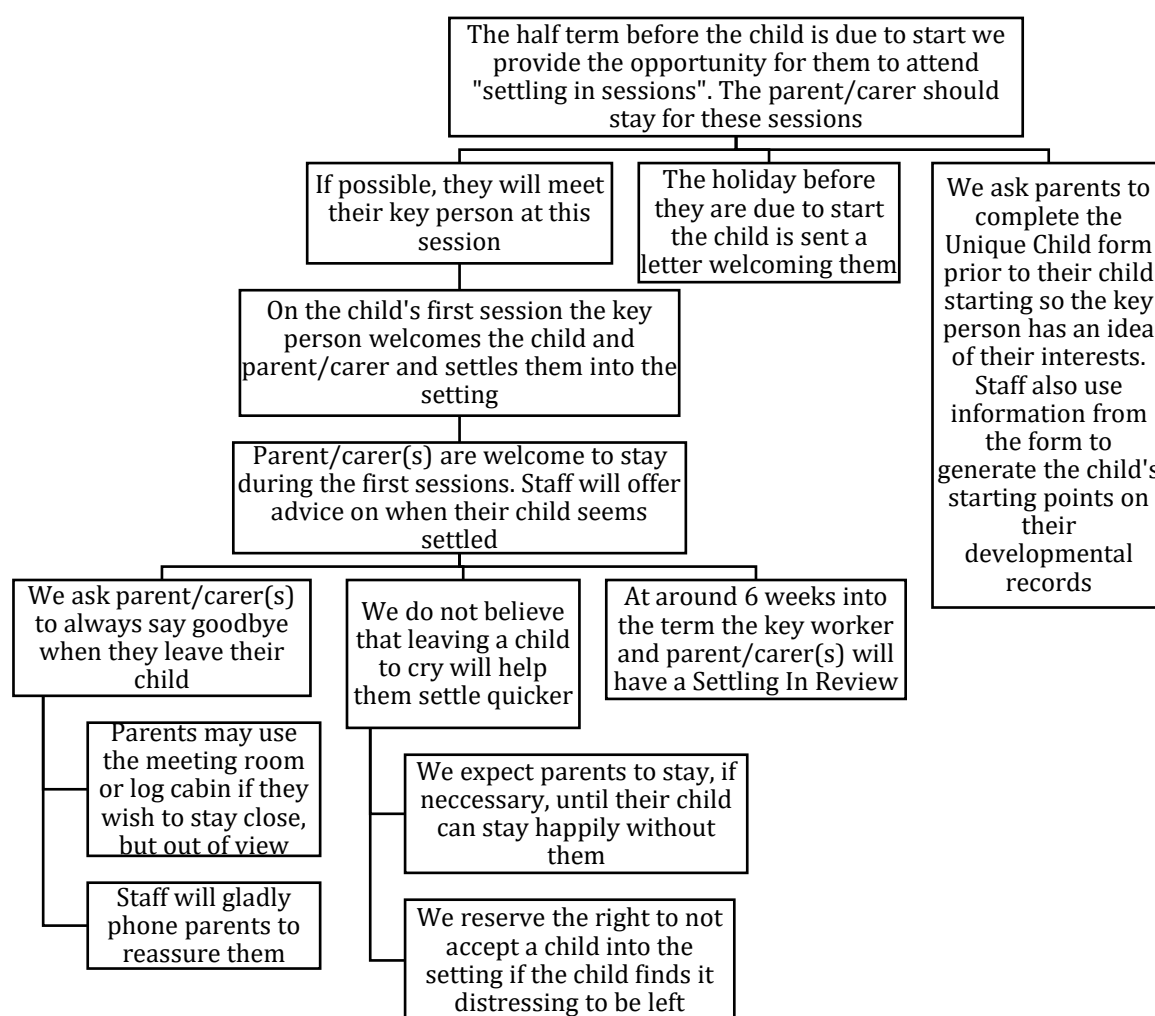 The half term before the child is due to start we
provide the opportunity for them to attend
"settling in sessions". The parent/carer should
stay for these sessions
If possible, they will meet
their key person at this
session
The holiday before
they are due to start
the child is sent a
letter welcoming them
We ask parents to
complete the
Unique Child form
prior to their child
starting so the key
person has an idea
of their interests.
Staff also use
information from
the form to
generate the child's
starting points on
their
developmental
records
On the child's first session the key
person welcomes the child and
parent/carer and settles them into the
setting
Parent/carer(s) are welcome to stay
during the first sessions. Staff will offer
advice on when their child seems
settled
We ask parent/carer(s)
to always say goodbye
when they leave their
child
Parents may use
the meeting room
or log cabin if they
wish to stay close,
but out of view
Staff will gladly
phone parents to
reassure them
We do not believe
that leaving a child
to cry will help
them settle quicker
We expect parents to stay, if
neccessary, until their child
can stay happily without
them
We reserve the right to not
accept a child into the
setting if the child finds it
distressing to be left
At around 6 weeks into
the term the key worker
and parent/carer(s) will
have a Settling In Review